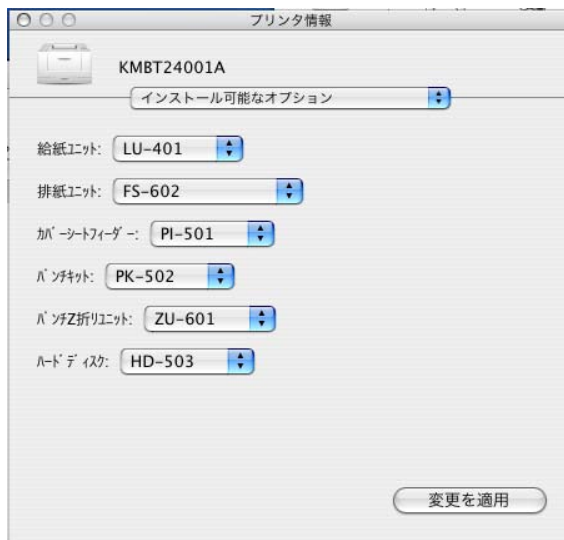 プリンタ情報
KMBT24001A
インストール可能なオプション
給紙ﾕﾆｯﾄ: LU-401
排紙ﾕﾆｯﾄ: FS-602
ｶﾊﾞｰｼｰﾄﾌｨｰﾀﾞｰ: PI-501
ﾊﾟﾝﾁｷｯﾄ: PK-502
ﾊﾟﾝﾁZ折りﾕﾆｯﾄ: ZU-601
ﾊｰﾄﾞﾃﾞｨｽｸ: HD-503
変更を適用